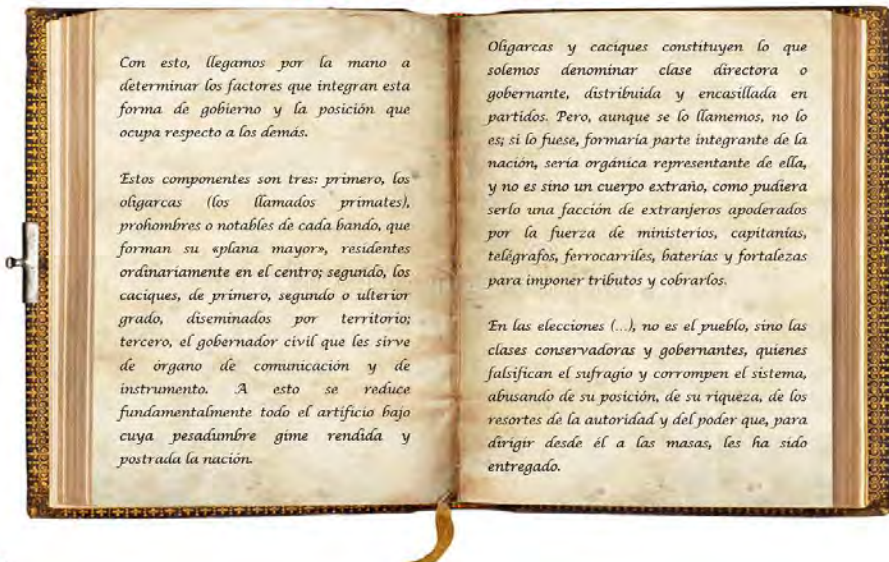 Con esto, llegamos por la mano a
determinar los factores que integran esta
forma de gobierno y la posición que
ocupa respecto a los demás.
Estos componentes son tres: primero, los
oligarcas (los llamados primates),
prohombres o notables de cada bando, que
forman su «plana mayor», residentes
ordinariamente en el centro; segundo, los
caciques, de primero, segundo o ulterior
grado, diseminados por territorio;
tercero, el gobernador civil que les sirve
de órgano de comunicación y de
instrumento. A esto se reduce
fundamentalmente todo el artificio bajo
cuya pesadumbre gime rendida y
postrada la nación.
Oligarcas y caciques constituyen lo que
solemos denominar clase directora o
gobernante, distribuida y encasillada en
partidos. Pero, aunque se lo llamemos, no lo
es; si lo fuese, formaría parte integrante de la
nación, sería orgánica representante de ella,
y no es sino un cuerpo extraño, como pudiera
serlo una facción de extranjeros apoderados
por la fuerza de ministerios, capitanías,
telégrafos, ferrocarriles, baterías y fortalezas
para imponer tributos y cobrarlos.
En las elecciones (...), no es el pueblo, sino las
clases conservadoras y gobernantes, quienes
falsifican el sufragio y corrompen el sistema,
abusando de su posición, de su riqueza, de los
resortes de la autoridad y del poder que, para
dirigir desde él a las masas, les ha sido
entregado.